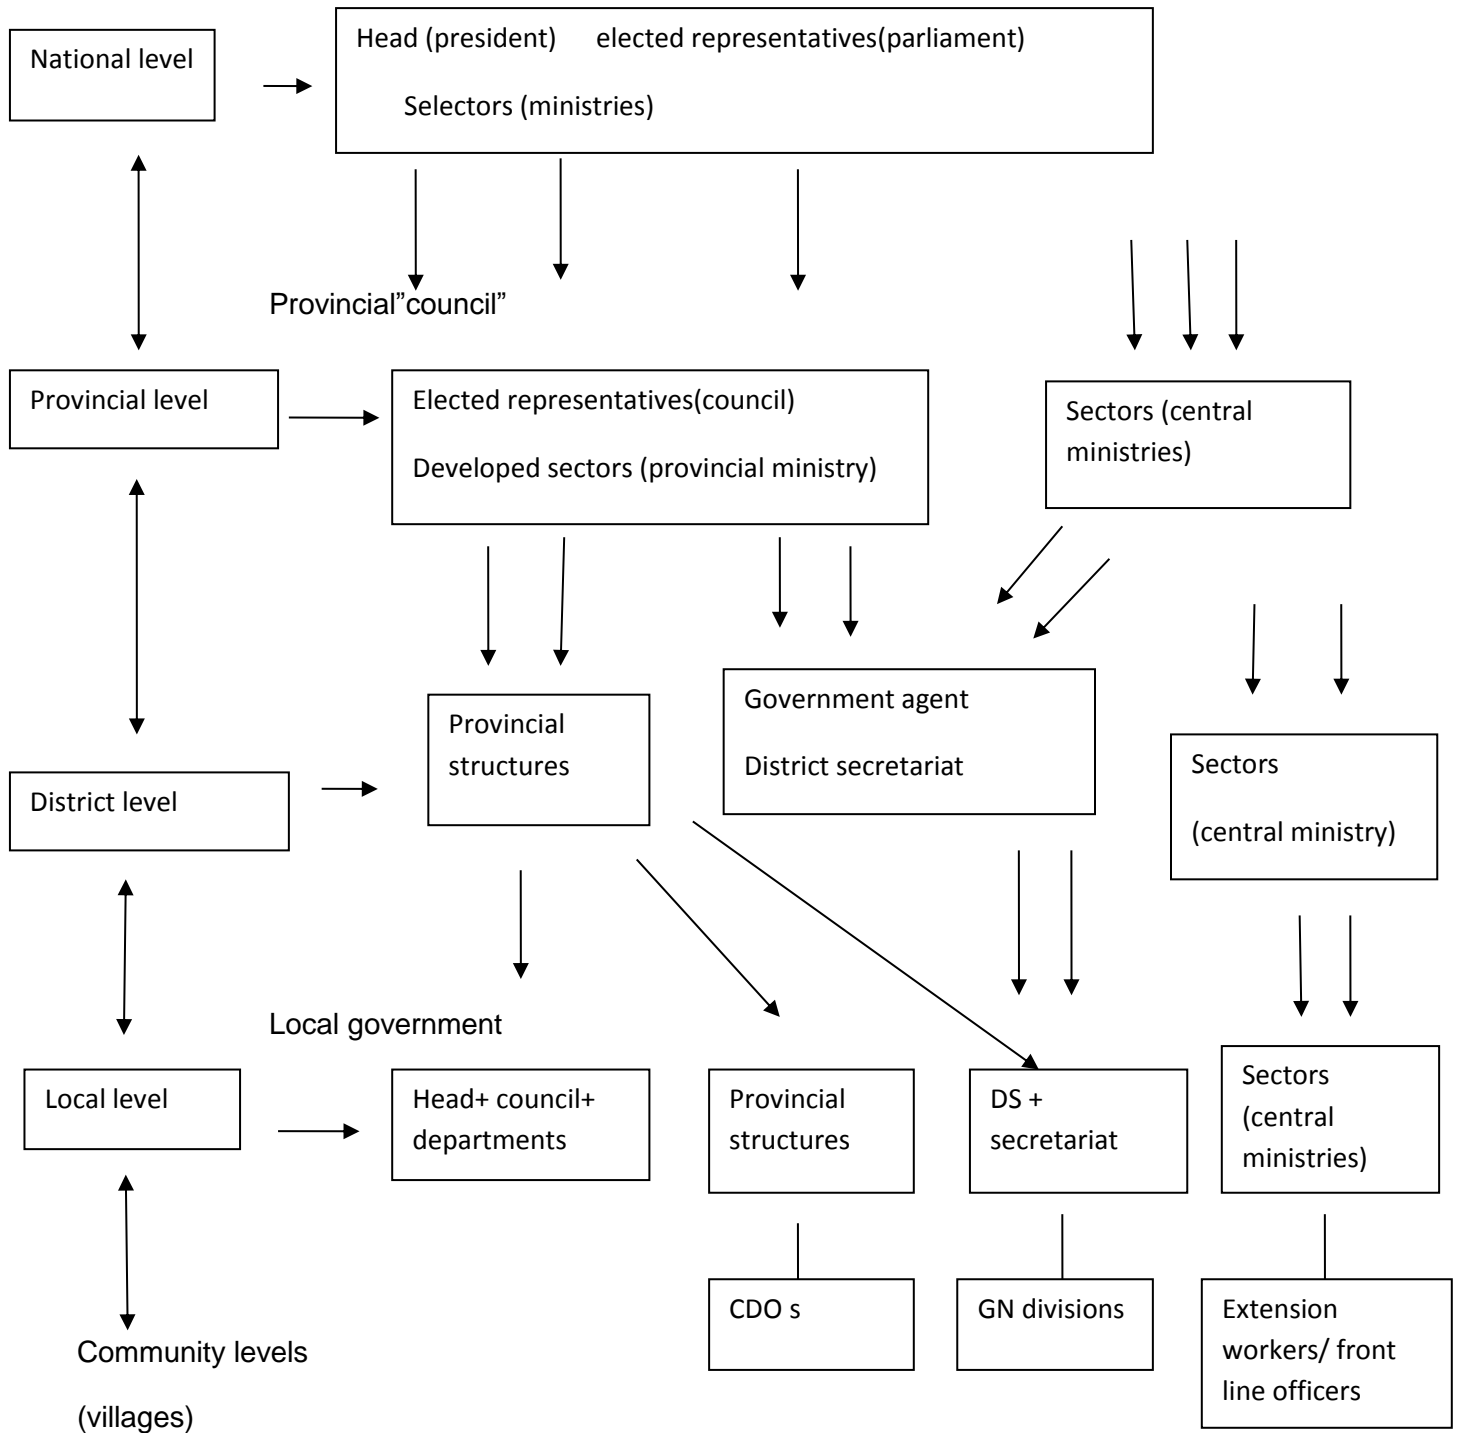 National level
Head (president) elected representatives(parliament)
Selectors (ministries)
Provincial”council”
Provincial level
Elected representatives(council)
Developed sectors (provincial ministry)
Sectors (central
ministries)
District level
Provincial
structures
Government agent
District secretariat
Sectors
(central ministry)
Local government
Local level
Head+ council+
departments
Provincial
structures
DS +
secretariat
Sectors
(central
ministries)
CDO s
GN divisions
Extension
workers/ front
line officers
Community levels
(villages)